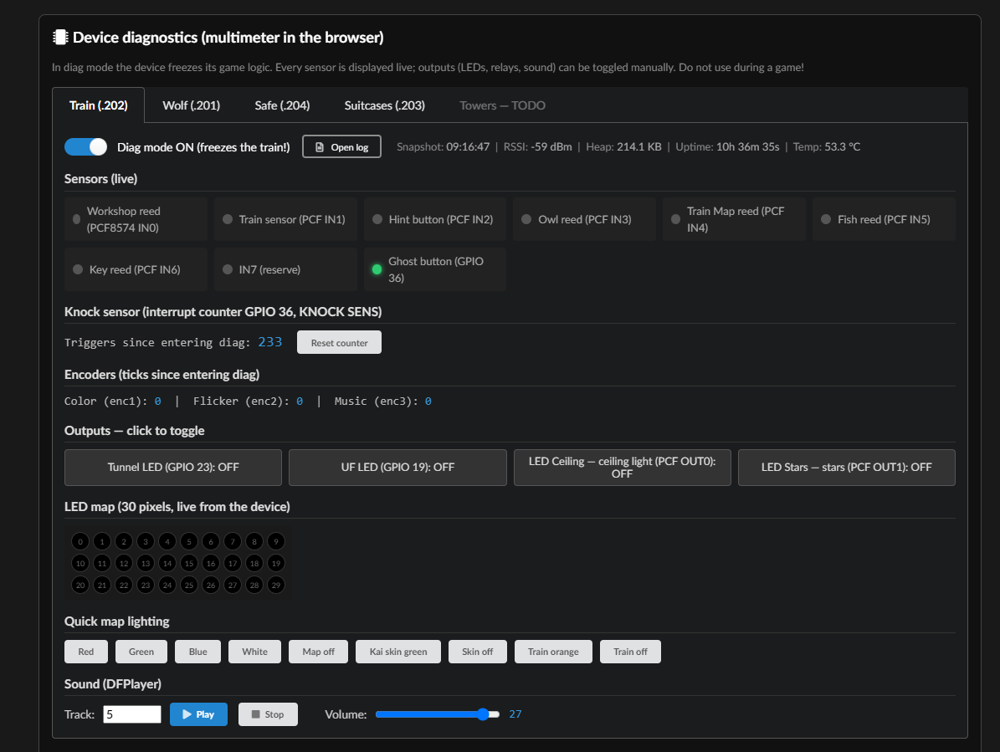 Device diagnostics (multimeter in the browser)
In diag mode the device freezes its game logic. Every sensor is displayed live; outputs (LEDs, relays, sound) can be toggled manually. Do not use during a game!
Train (.202) Wolf (.201) Safe (.204) Suitcases (.203) Towers — TODO
Diag mode ON (freezes the train!) Open log Snapshot: 09:16:47 | RSSI: -59 dBm | Heap: 214.1 KB | Uptime: 10h 36m 35s | Temp: 53.3 °C
Sensors (live)
Workshop reed
(PCF8574 IN0)
Train sensor (PCF IN1)
Hint button (PCF IN2)
Owl reed (PCF IN3)
Train Map reed (PCF
IN4)
Fish reed (PCF IN5)
Key reed (PCF IN6)
IN7 (reserve)
Ghost button (GPIO
36)
Knock sensor (interrupt counter GPIO 36, KNOCK SENS)
Triggers since entering diag: 233 Reset counter
Encoders (ticks since entering diag)
Color (enc1): 0 | Flicker (enc2): 0 | Music (enc3): 0
Outputs — click to toggle
Tunnel LED (GPIO 23): OFF
UF LED (GPIO 19): OFF
LED Ceiling — ceiling light (PCF OUT0):
OFF
LED Stars — stars (PCF OUT1): OFF
LED map (30 pixels, live from the device)
0 1 2 3 4 5 6 7 8 9
10 11 12 13 14 15 16 17 18 19
20 21 22 23 24 25 26 27 28 29
Quick map lighting
Red Green Blue White Map off Kai skin green Skin off Train orange Train off
Sound (DFPlayer)
Track: 5 Play Stop Volume: 27